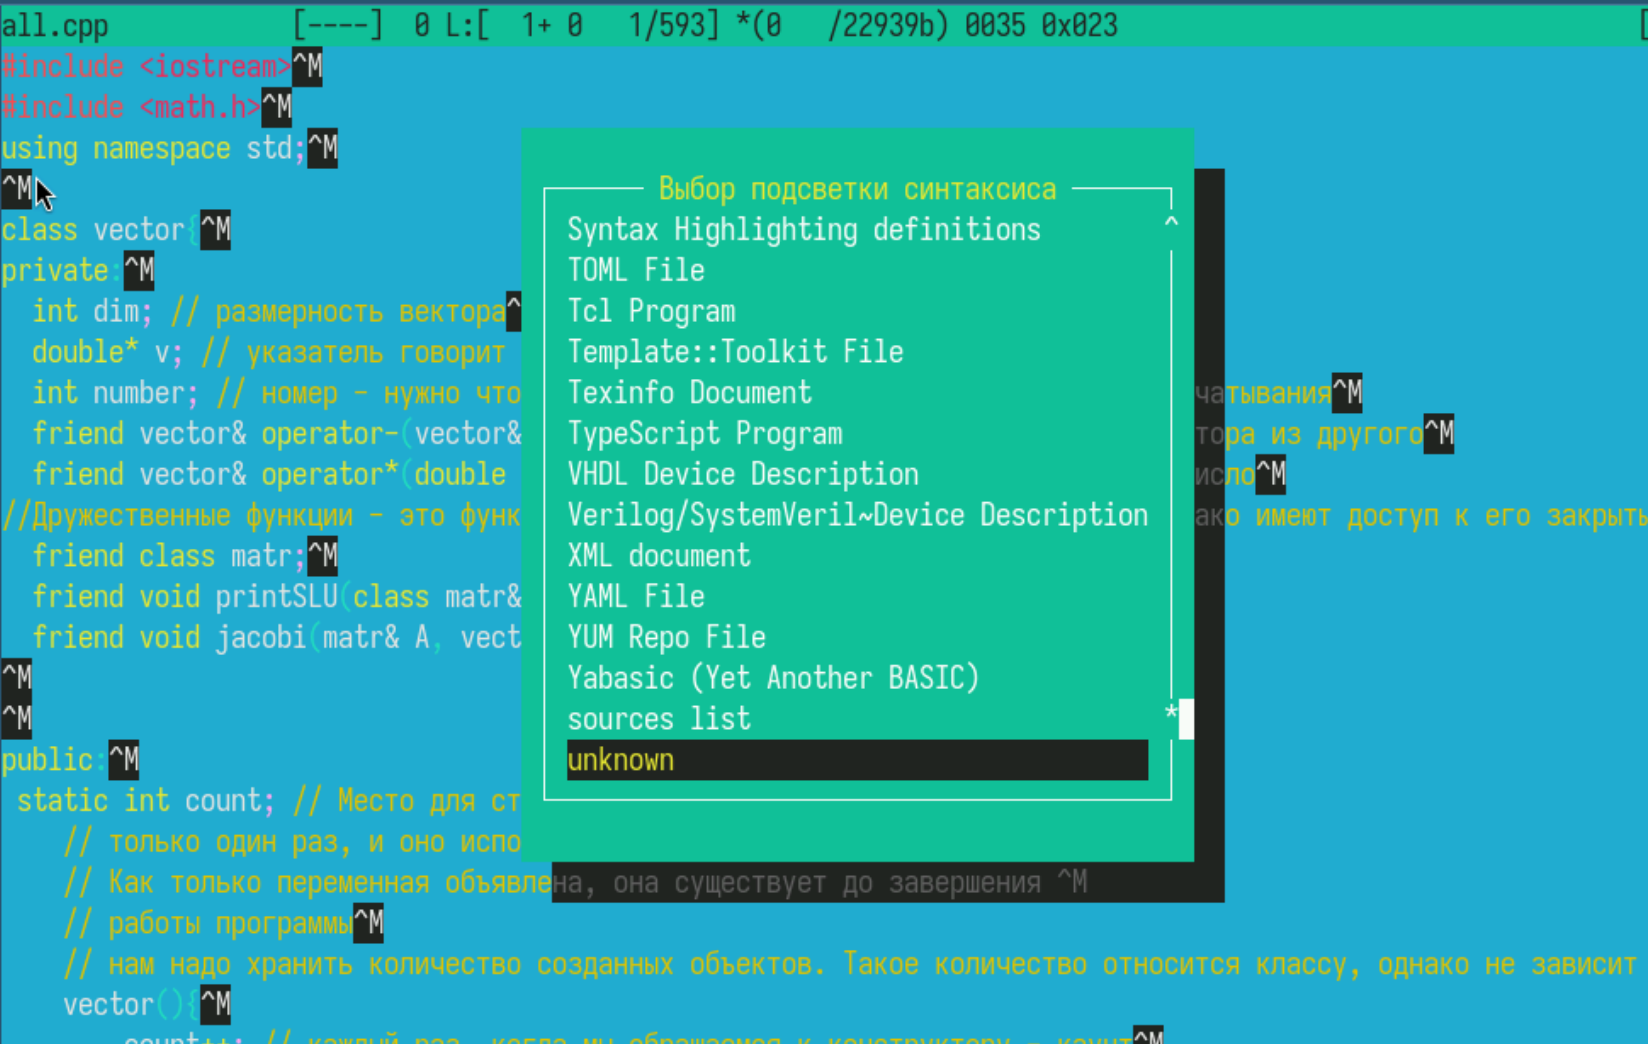 all.cpp [----] 0 L:[ 1+ 0 1/593] *(0 /22939b) 0035 0x023
#include <iostream>^M
#include <math.h>^M
using namespace std;^M
^M
class vector{^M
private:^M
int dim; // размерность вектора^
double* v; // указатель говорит
int number; // номер - нужно что
чатывания^M
friend vector& operator-(vector&
тора из другого^M
friend vector& operator*(double
исло^M
//Дружественные функции - это функ
ако имеют доступ к его закрыть
friend class matr;^M
friend void printSLU(class matr&
friend void jacobi(matr& A, vect
^M
^M
public:^M
static int count; // Место для ст
// только один раз, и оно испо
// Как только переменная объявлена, она существует до завершения ^M
// работы программы^M
// нам надо хранить количество созданных объектов. Такое количество относится классу, однако не зависит
vector(){^M
count++; // каждый раз, когда мы обращаемся к конструктору - каунт^M
Выбор подсветки синтаксиса
Syntax Highlighting definitions ^
TOML File
Tcl Program
Template::Toolkit File
Texinfo Document
TypeScript Program
VHDL Device Description
Verilog/SystemVeril~Device Description
XML document
YAML File
YUM Repo File
Yabasic (Yet Another BASIC)
sources list *
unknown